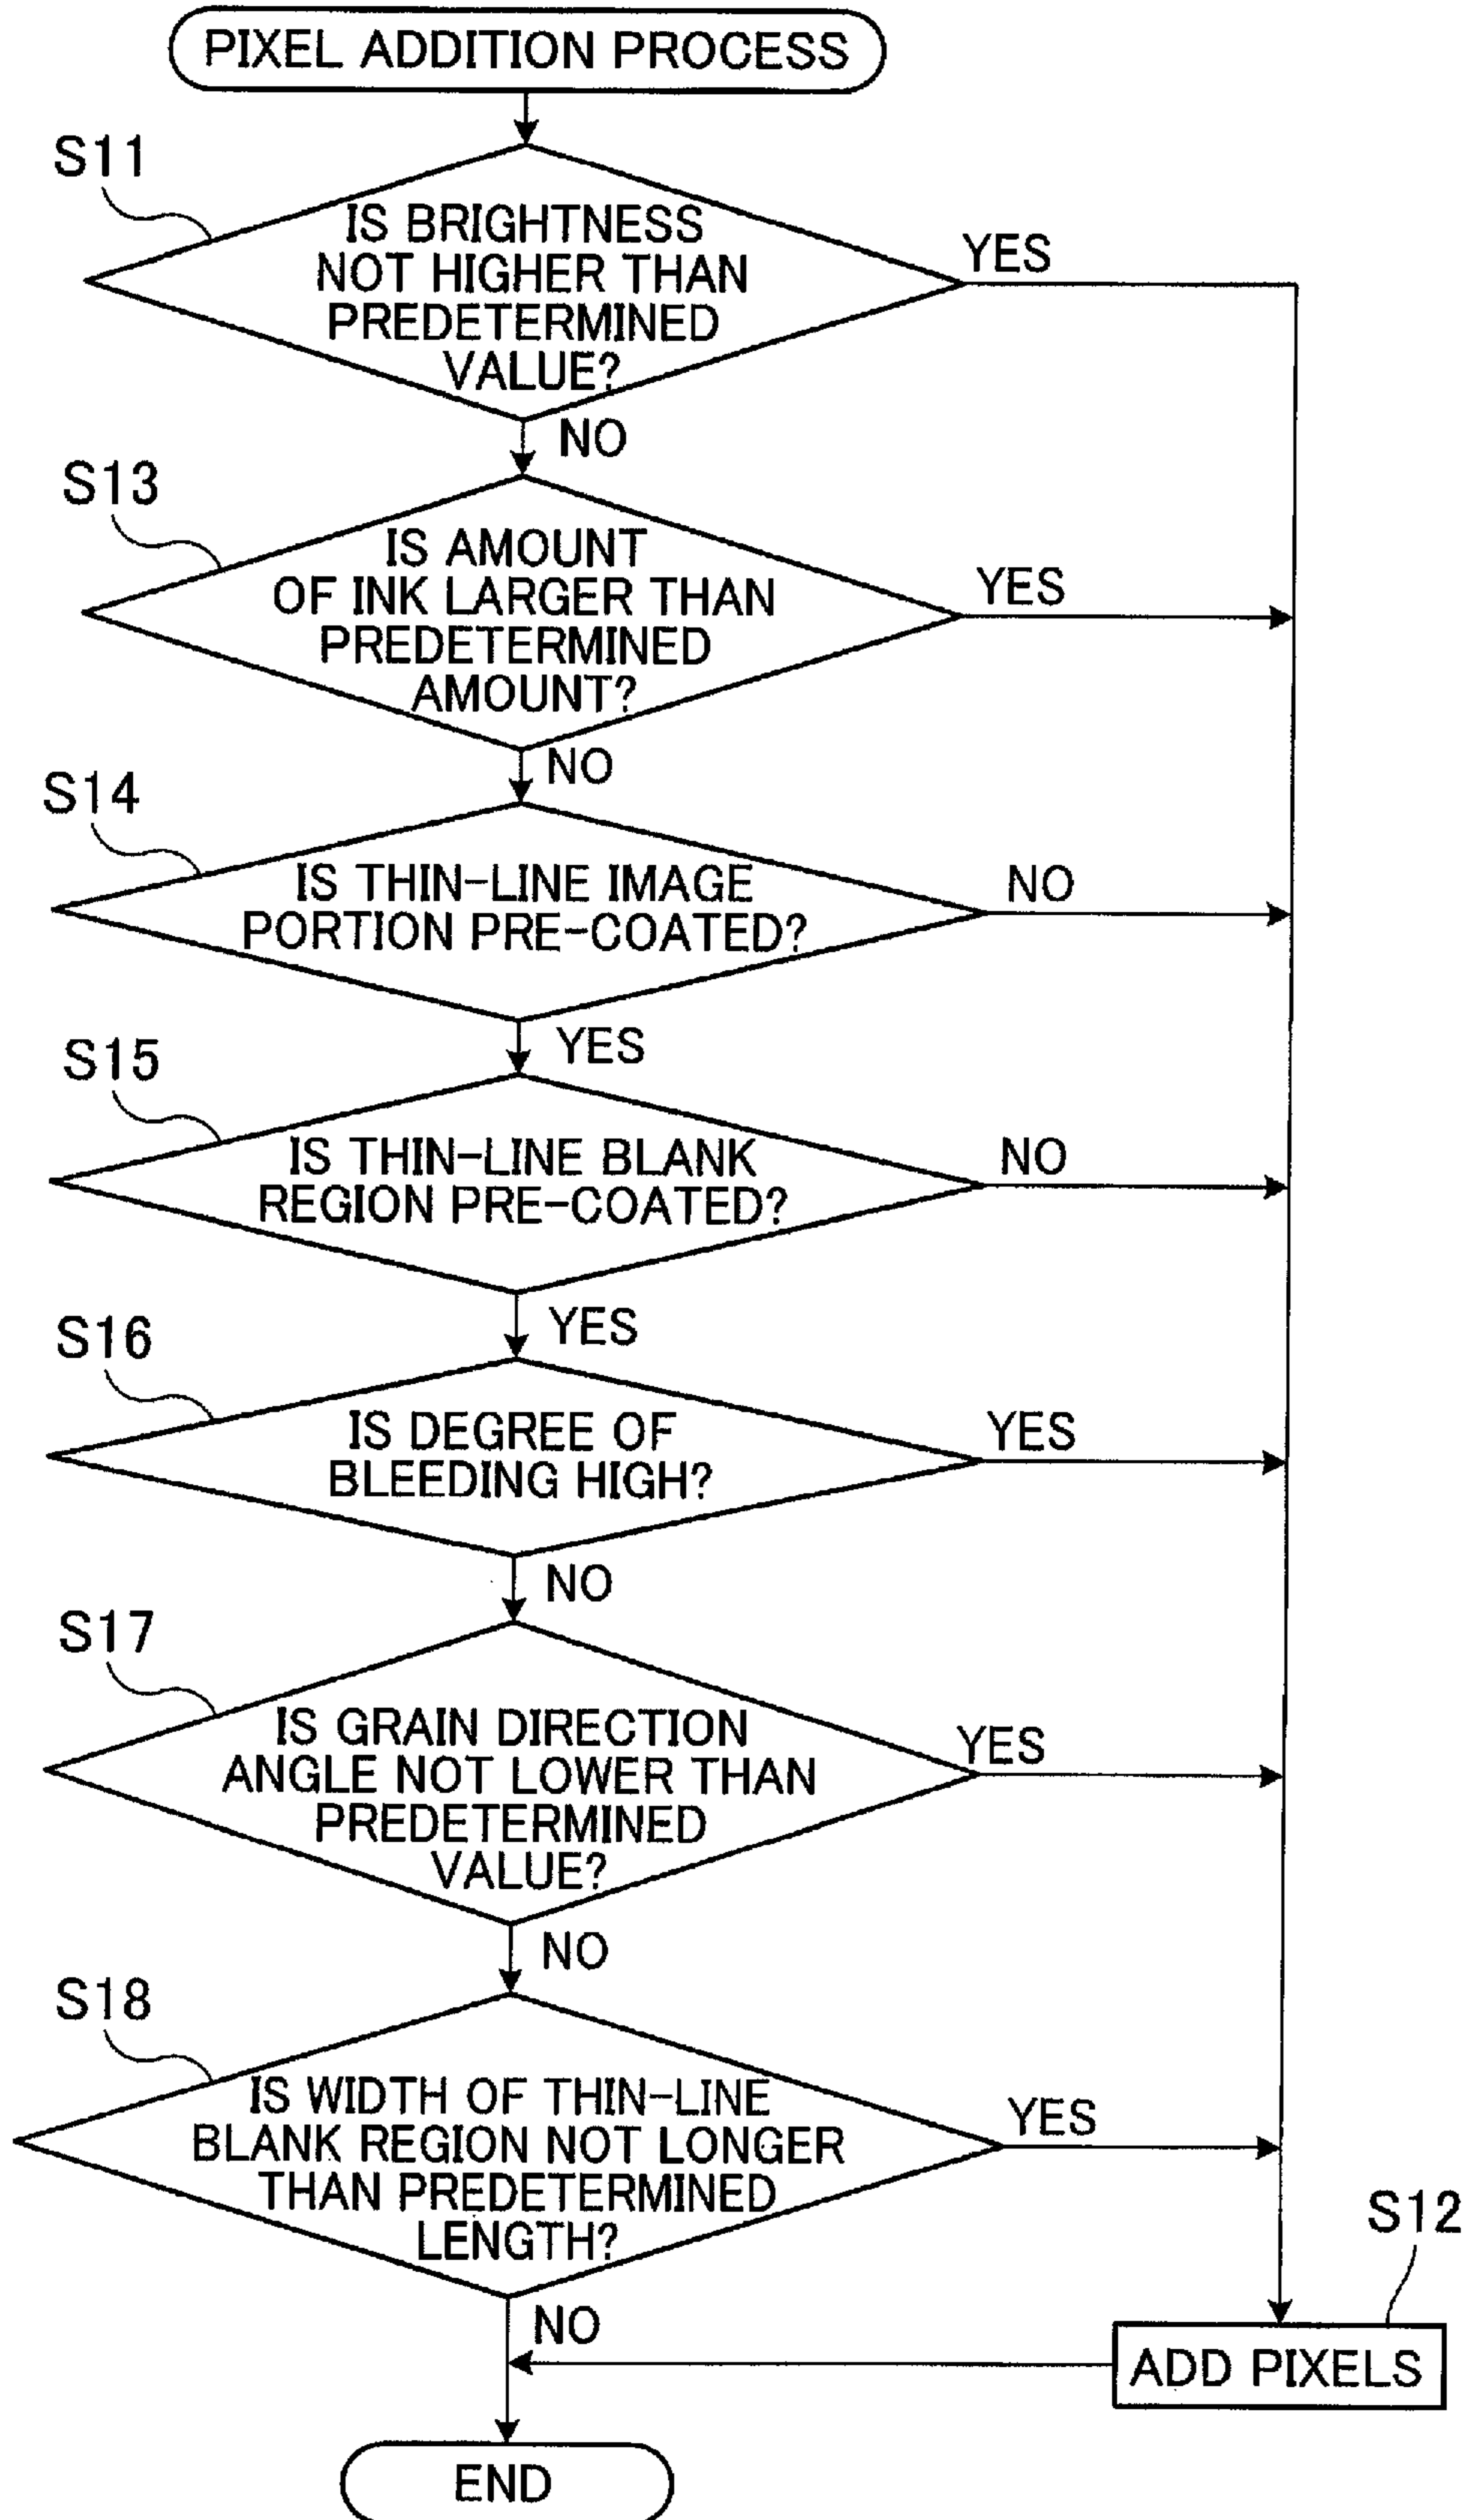 PIXEL ADDITION PROCESS
S11
IS BRIGHTNESS
NOT HIGHER THAN
PREDETERMINED
VALUE?
YES
NO
S13
IS AMOUNT
OF INK LARGER THAN
PREDETERMINED
AMOUNT?
YES
NO
S14
IS THIN-LINE IMAGE
PORTION PRE-COATED?
NO
YES
S15
IS THIN-LINE BLANK
REGION PRE-COATED?
NO
YES
S16
IS DEGREE OF
BLEEDING HIGH?
YES
NO
S17
IS GRAIN DIRECTION
ANGLE NOT LOWER THAN
PREDETERMINED
VALUE?
YES
NO
S18
IS WIDTH OF THIN-LINE
BLANK REGION NOT LONGER
THAN PREDETERMINED
LENGTH?
YES
NO
S12
ADD PIXELS
END